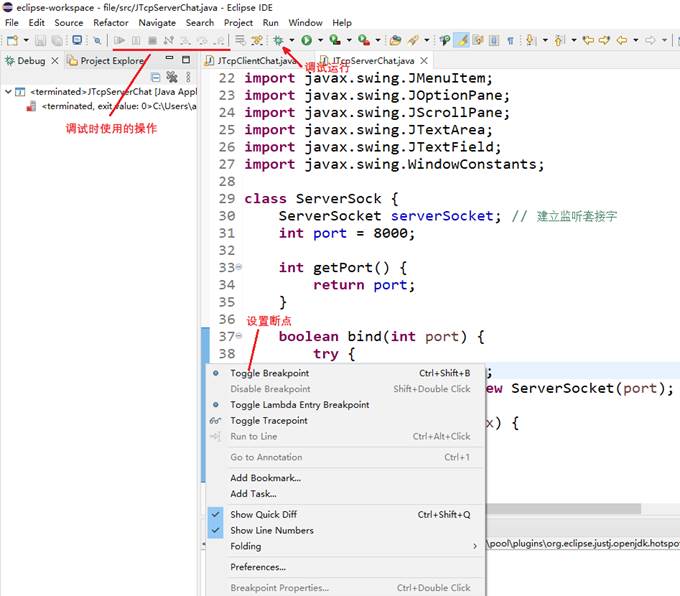 eclipse-workspace - file/src/JTcpServerChat.java - Eclipse IDE
File Edit Source Refactor Navigate Search Project Run Window Help
Debug Project Explorer JTcpClientChat.java JTcpServerChat.java
调试运行
<terminated>JTcpServerChat [Java Appl
<terminated, exit value: 0>C:\Users\a
调试时使用的操作
22 import javax.swing.JMenuItem;
23 import javax.swing.JOptionPane;
24 import javax.swing.JScrollPane;
25 import javax.swing.JTextArea;
26 import javax.swing.JTextField;
27 import javax.swing.WindowConstants;
28
29 class ServerSock {
30 ServerSocket serverSocket; // 建立监听套接字
31 int port = 8000;
32
33 int getPort() {
34 return port;
35 }
36
设置断点
37 boolean bind(int port) {
38 try {
;
ew ServerSocket(port);
x) {
Toggle Breakpoint Ctrl+Shift+B
Disable Breakpoint Shift+Double Click
Toggle Lambda Entry Breakpoint
Toggle Tracepoint
Run to Line Ctrl+Alt+Click
Go to Annotation Ctrl+1
Add Bookmark...
Add Task...
Show Quick Diff Ctrl+Shift+Q
Show Line Numbers
Folding
Preferences...
Breakpoint Properties... Ctrl+Double Click
\pool\plugins\org.eclipse.justj.openjdk.hotspo